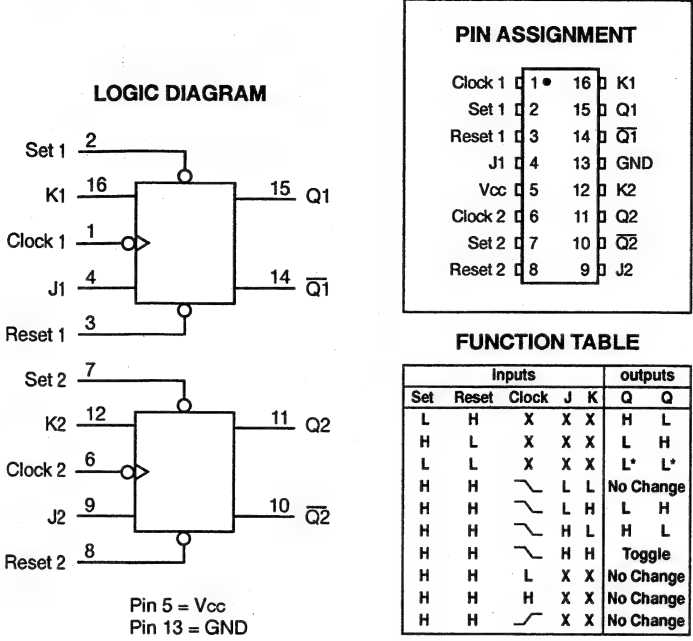 LOGIC DIAGRAM
Set 1 2
K1 16
15 Q1
Clock 1 1
J1 4
14 Q1
Reset 1 3
Set 2 7
K2 12
11 Q2
Clock 2 6
J2 9
10 Q2
Reset 2 8
Pin 5 = Vcc
Pin 13 = GND
PIN ASSIGNMENT
Clock 1 1 16 K1
Set 1 2 15 Q1
Reset 1 3 14 Q1
J1 4 13 GND
Vcc 5 12 K2
Clock 2 6 11 Q2
Set 2 7 10 Q2
Reset 2 8 9 J2
FUNCTION TABLE
Inputs outputs
Set Reset Clock J K Q Q
L H X X X H L
H L X X X L H
L L X X X L* L*
H H L L No Change
H H L H L H
H H H L H L
H H H H Toggle
H H L X X No Change
H H H X X No Change
H H X X No Change